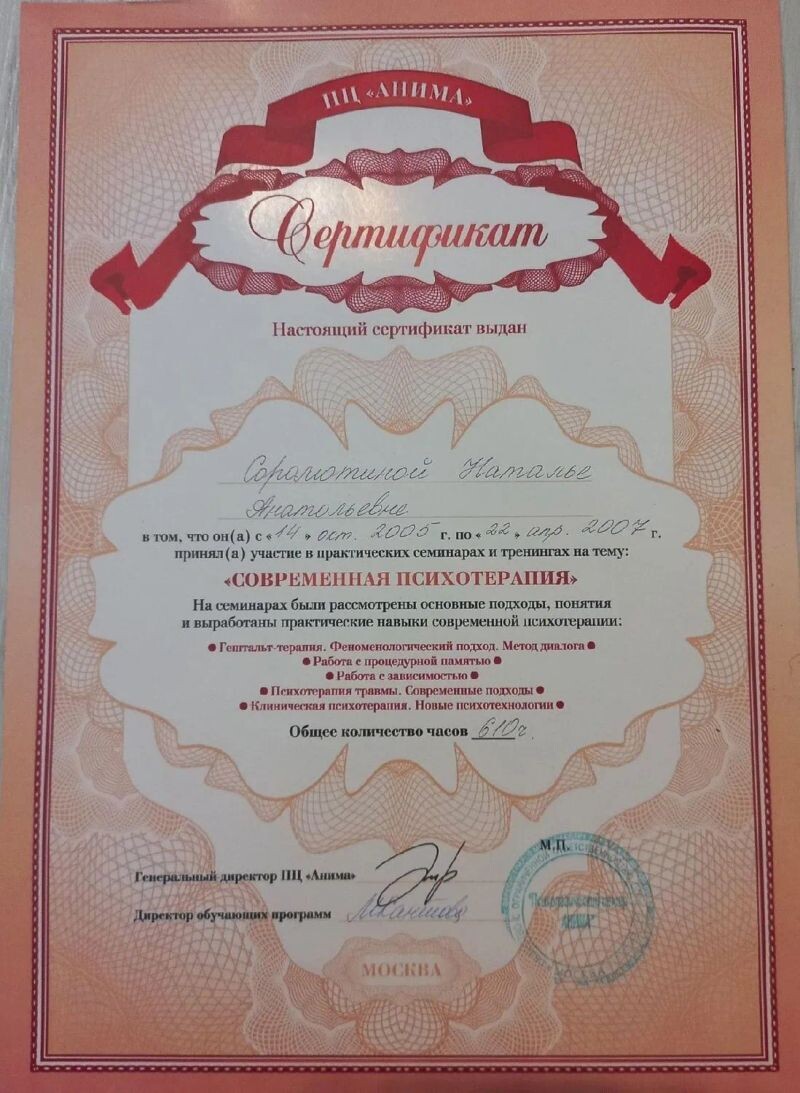 ПЦ «АНИМА»
Сертификат
Настоящий сертификат выдан
Наталье
Анатольевне
в том, что он(а) с «14» окт. 2005 г. по «22» апр. 2007 г.
принял(а) участие в практических семинарах и тренингах на тему:
«СОВРЕМЕННАЯ ПСИХОТЕРАПИЯ»
На семинарах были рассмотрены основные подходы, понятия
и выработаны практические навыки современной психотерапии:
● Гештальт-терапия. Феноменологический подход. Метод диалога ●
● Работа с процедурной памятью ●
● Работа с зависимостью ●
● Психотерапия травмы. Современные подходы ●
● Клиническая психотерапия. Новые психотехнологии ●
Общее количество часов 610 ч.
М.П.
Генеральный директор ПЦ «Анима»
Директор обучающих программ
МОСКВА